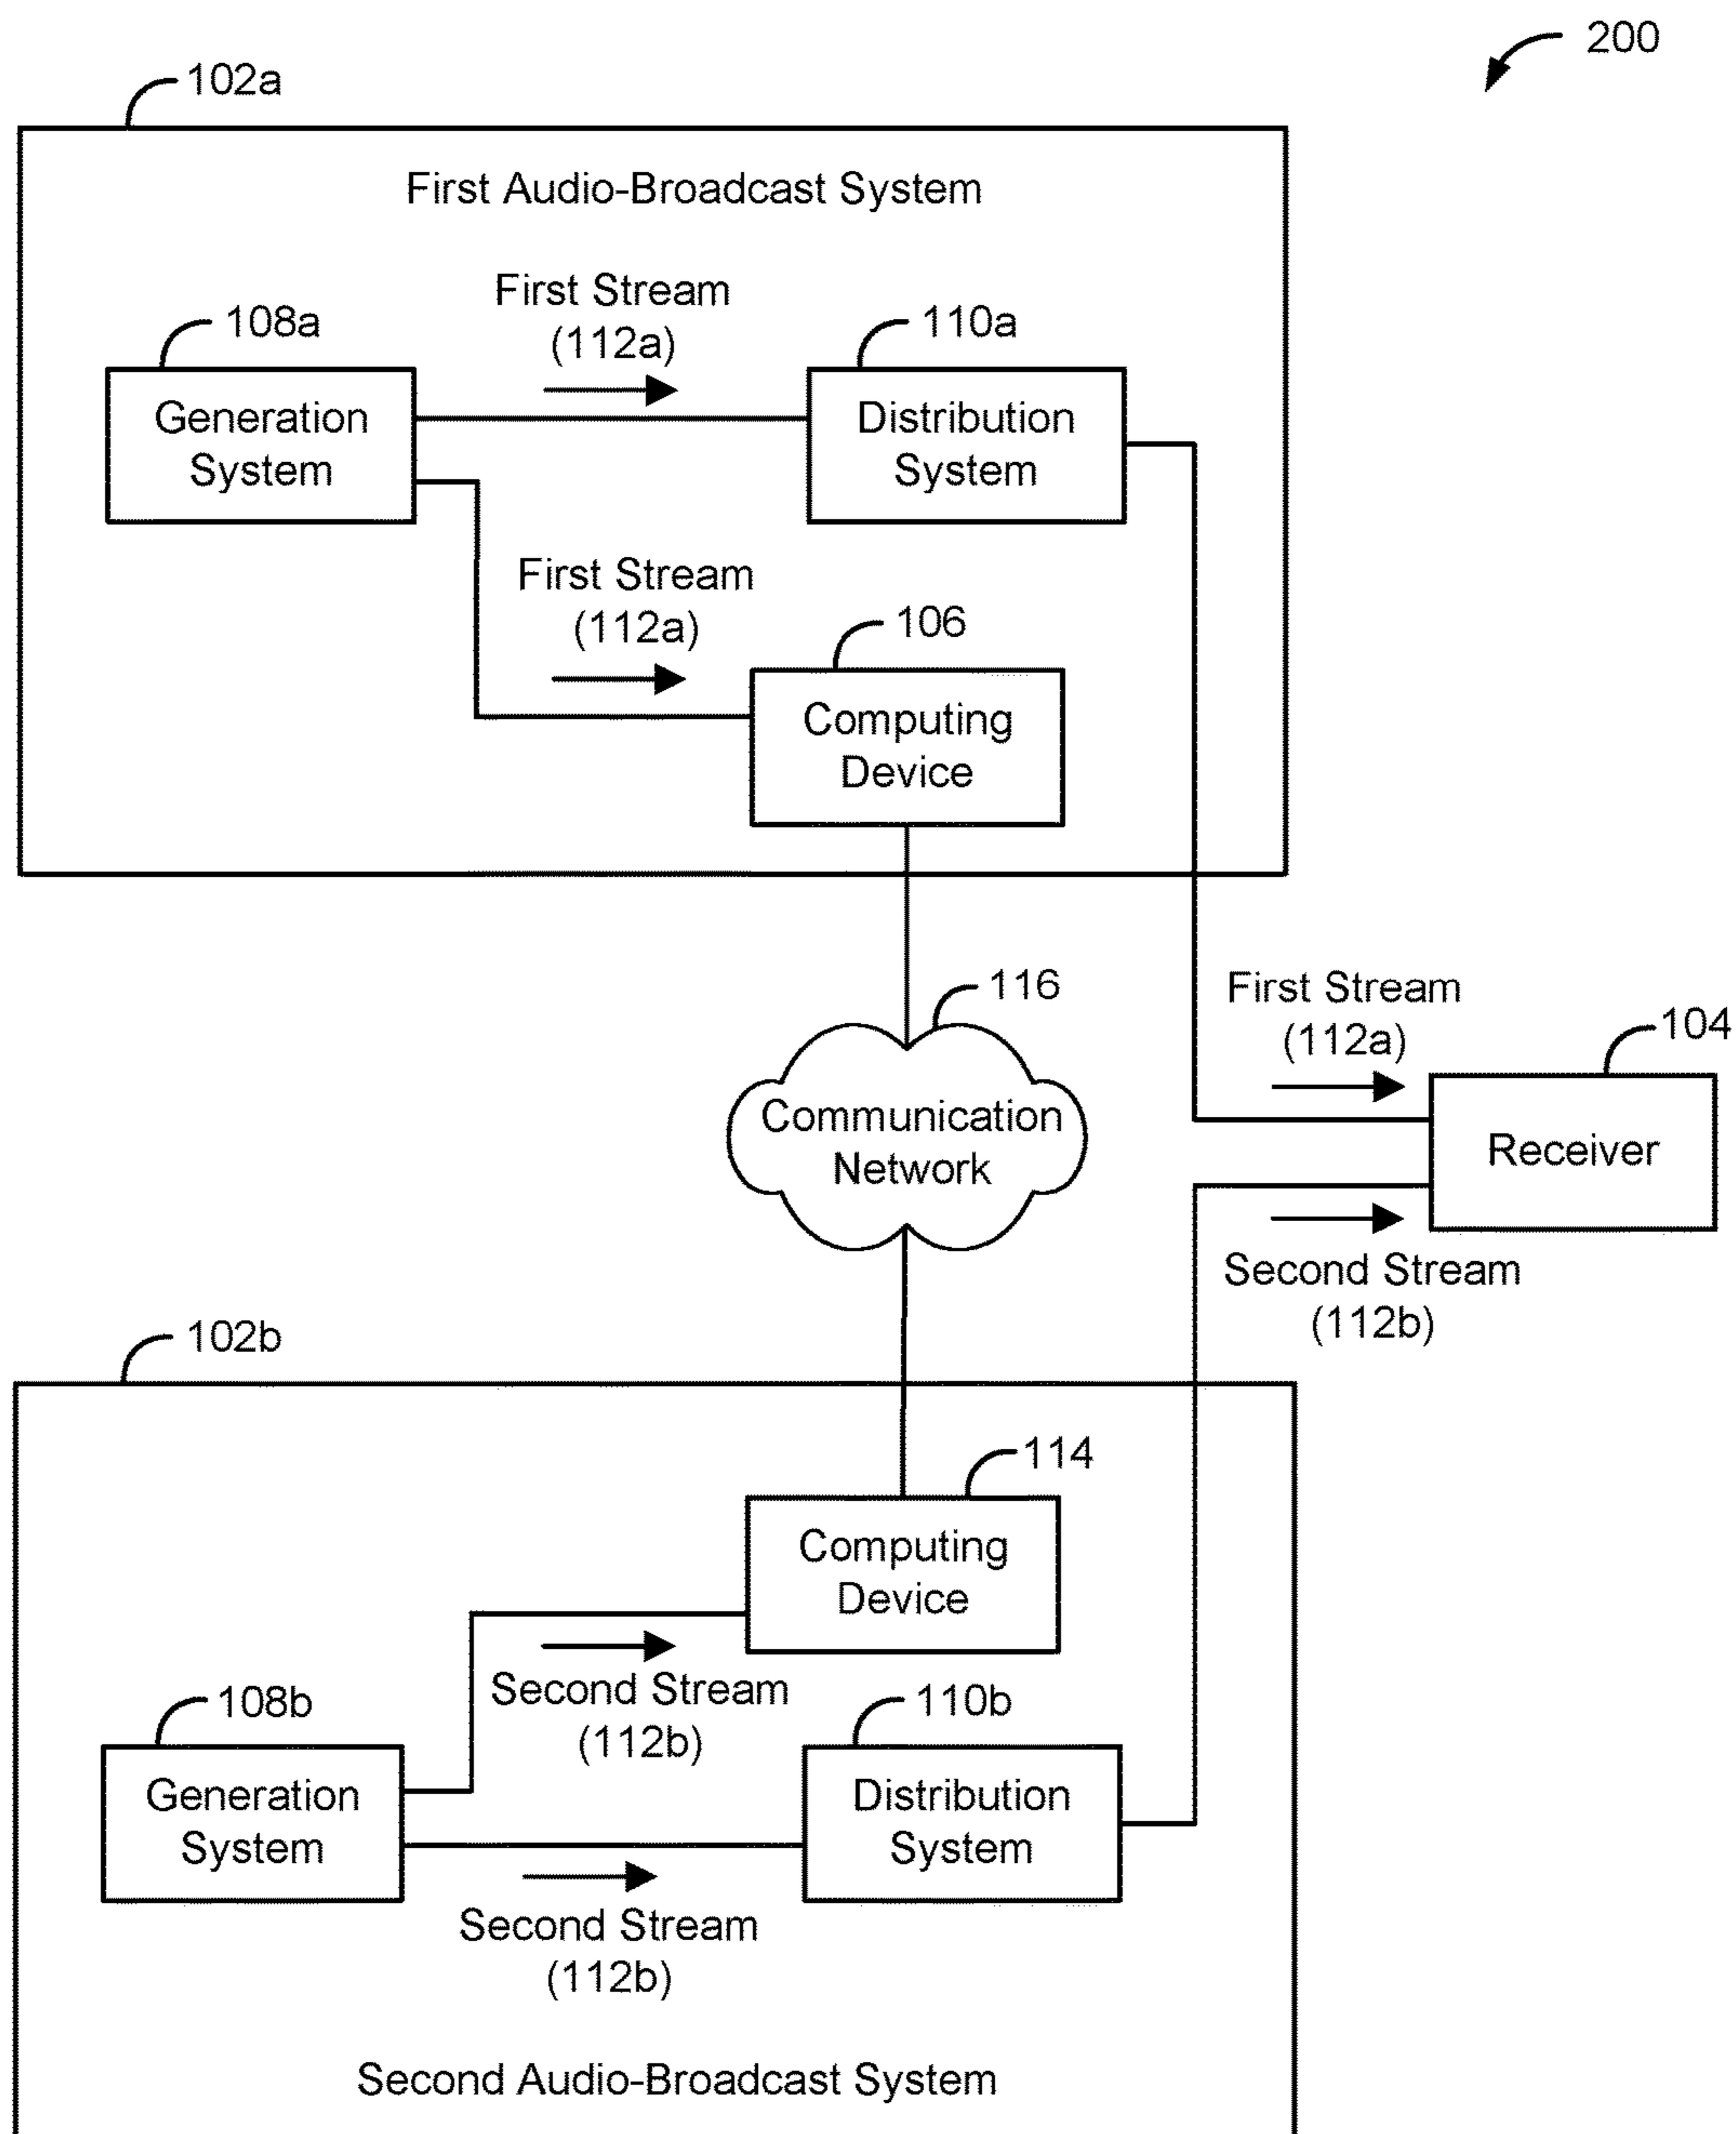 200
102a
First Audio-Broadcast System
First Stream
(112a)
108a
110a
Generation
System
Distribution
System
First Stream
(112a)
106
Computing
Device
116
Communication
Network
First Stream
(112a)
104
Receiver
Second Stream
(112b)
102b
114
Computing
Device
Second Stream
(112b)
108b
110b
Generation
System
Distribution
System
Second Stream
(112b)
Second Audio-Broadcast System